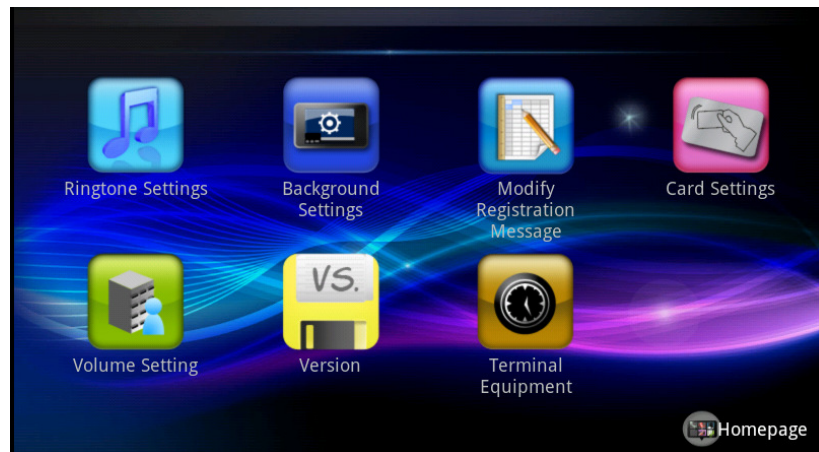 Ringtone Settings
Background
Settings
Modify
Registration
Message
Card Settings
Volume Setting
VS.
Version
Terminal
Equipment
Homepage